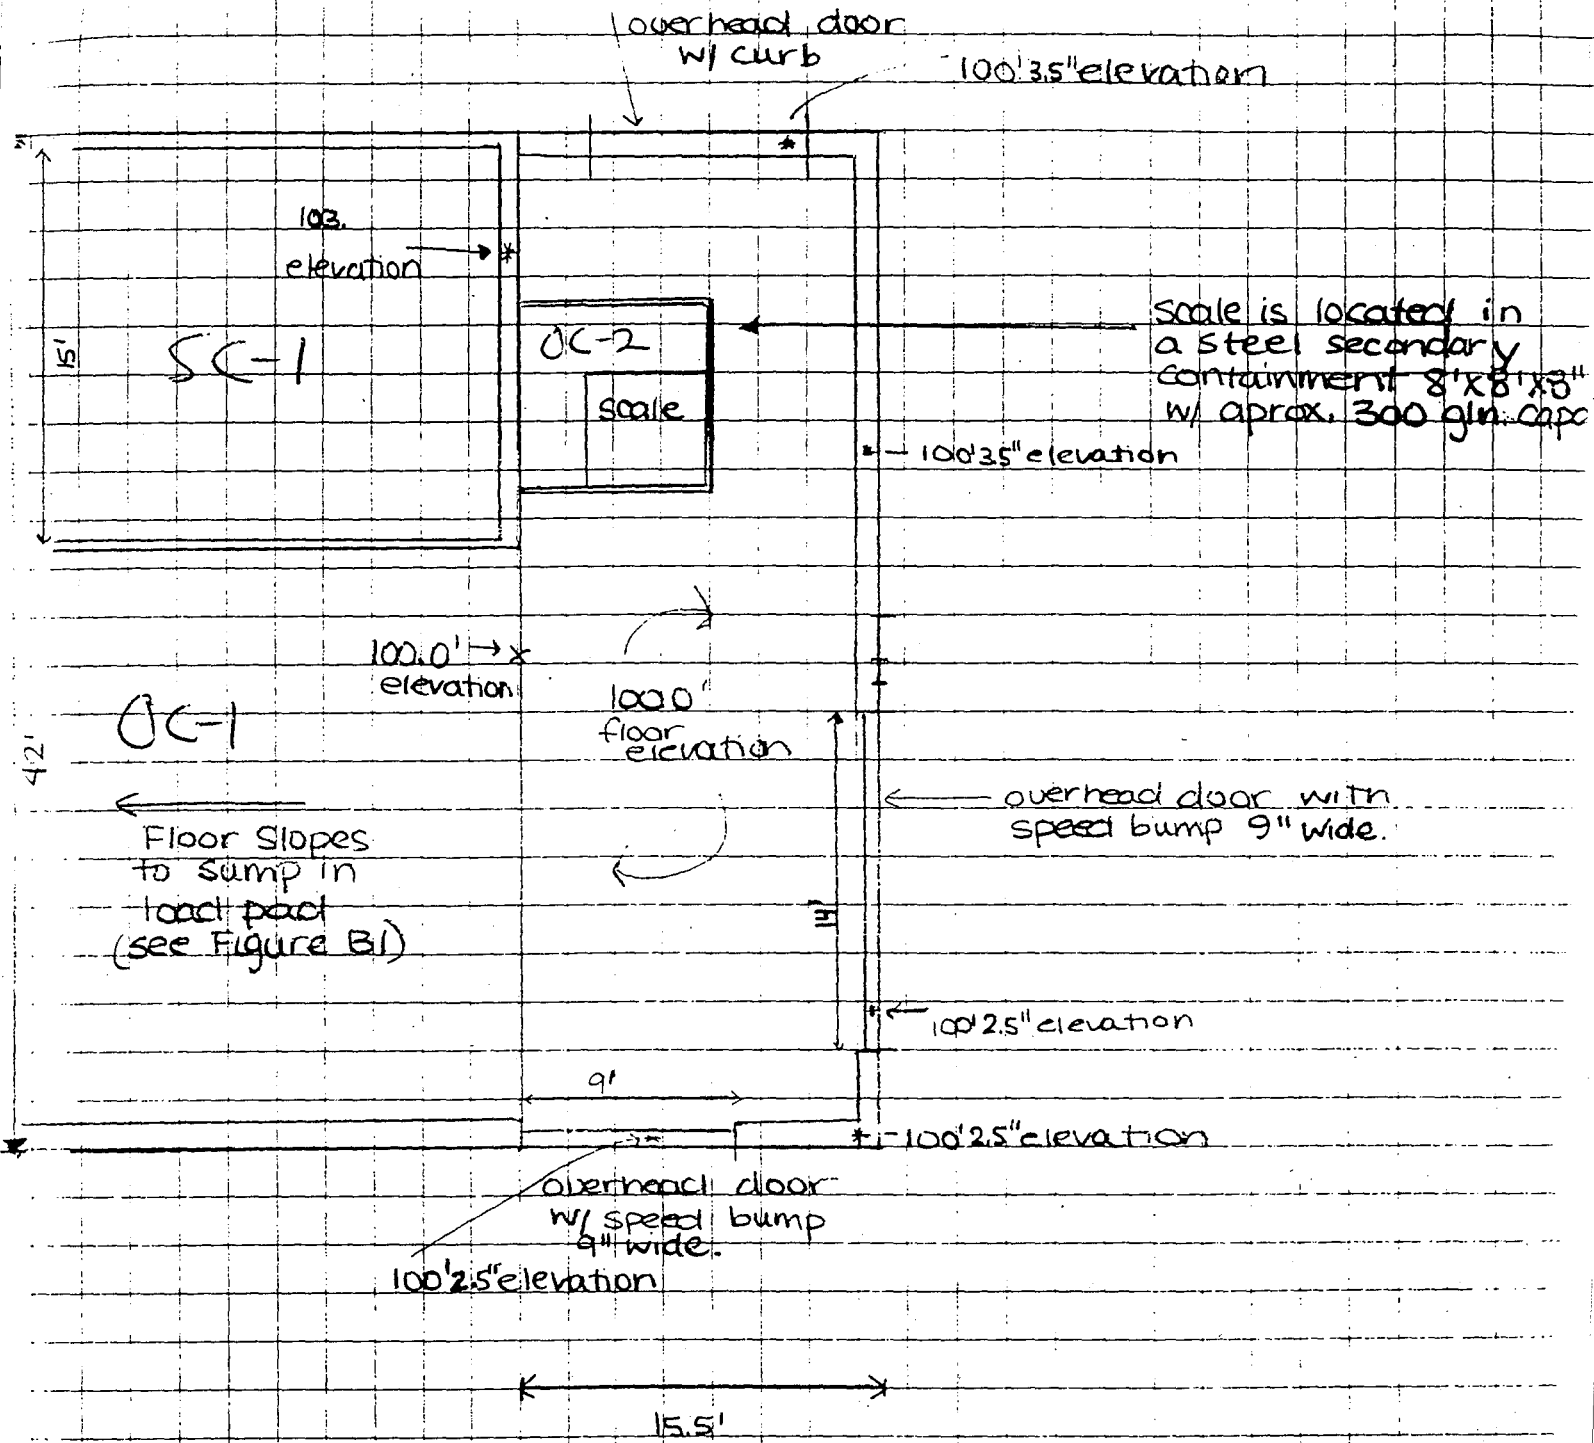 overhead door
w/ curb
100'3.5" elevation
103.
elevation
15'
SC-1
OC-2
scale
scale is located in
a steel secondary
containment 8'x8'x8"
w/ aprox. 300 gln. capa
100'3.5" elevation
100.0'
elevation
100.0'
floor
elevation
OC-1
42'
Floor Slopes
to sump in
load pad
(see Figure B1)
overhead door with
speed bump 9" wide.
14'
100'2.5" elevation
9'
100'2.5" elevation
overhead door
w/ speed bump
9" wide.
100'2.5" elevation
15.5'